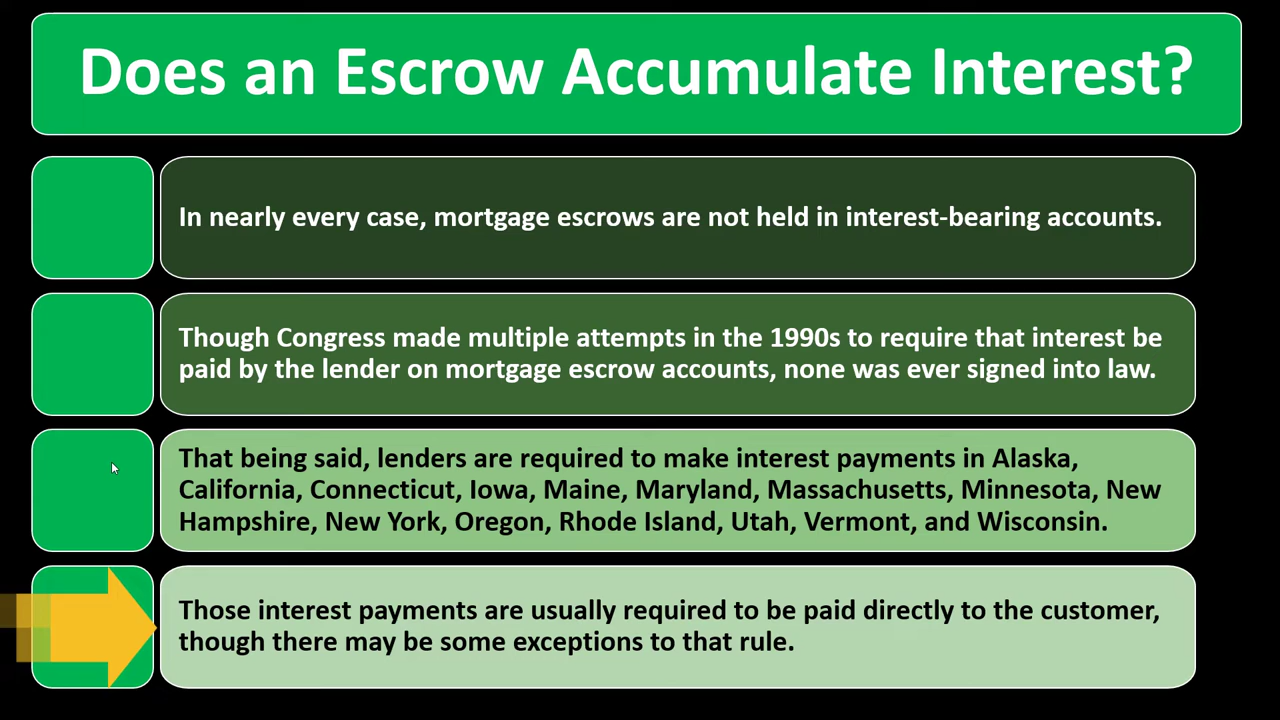 Does an Escrow Accumulate Interest?
In nearly every case, mortgage escrows are not held in interest-bearing accounts.
Though Congress made multiple attempts in the 1990s to require that interest be
paid by the lender on mortgage escrow accounts, none was ever signed into law.
That being said, lenders are required to make interest payments in Alaska,
California, Connecticut, Iowa, Maine, Maryland, Massachusetts, Minnesota, New
Hampshire, New York, Oregon, Rhode Island, Utah, Vermont, and Wisconsin.
Those interest payments are usually required to be paid directly to the customer,
though there may be some exceptions to that rule.